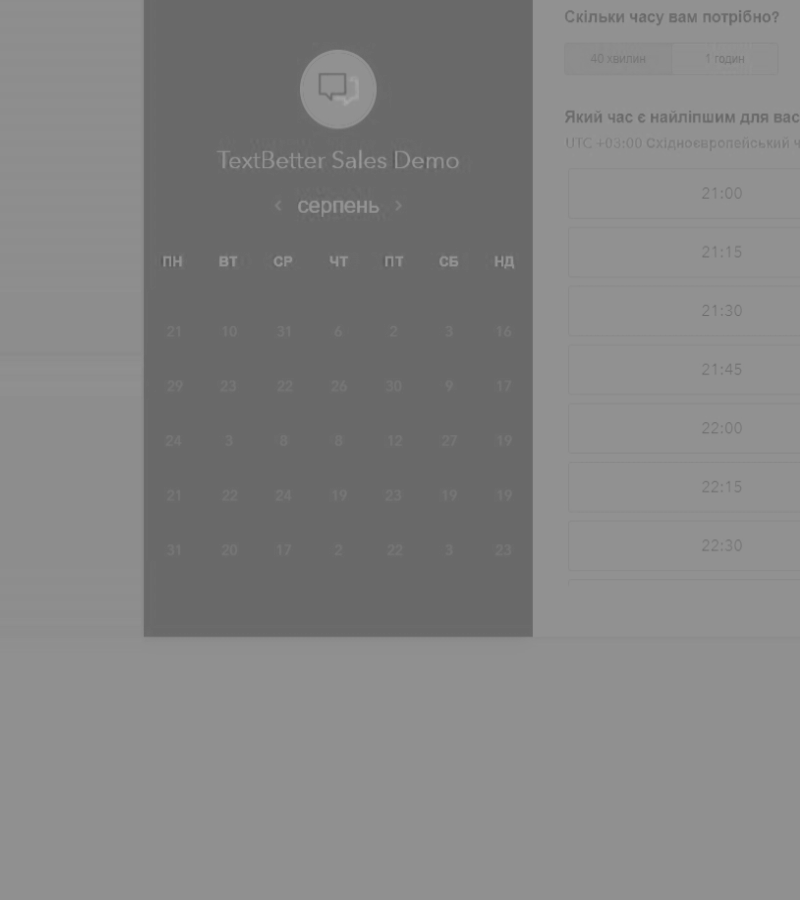 TextBetter Sales Demo
серпень
ПН ВТ СР ЧТ ПТ СБ НД
21 10 31 6 2 3 16
29 23 22 26 30 9 17
24 3 8 8 12 27 19
21 22 24 19 23 19 19
31 20 17 2 22 3 23
Скільки часу вам потрібно?
40 хвилин 1 годин
Який час є найліпшим для вас
UTC +03:00 Східноєвропейський ч
21:00
21:15
21:30
21:45
22:00
22:15
22:30